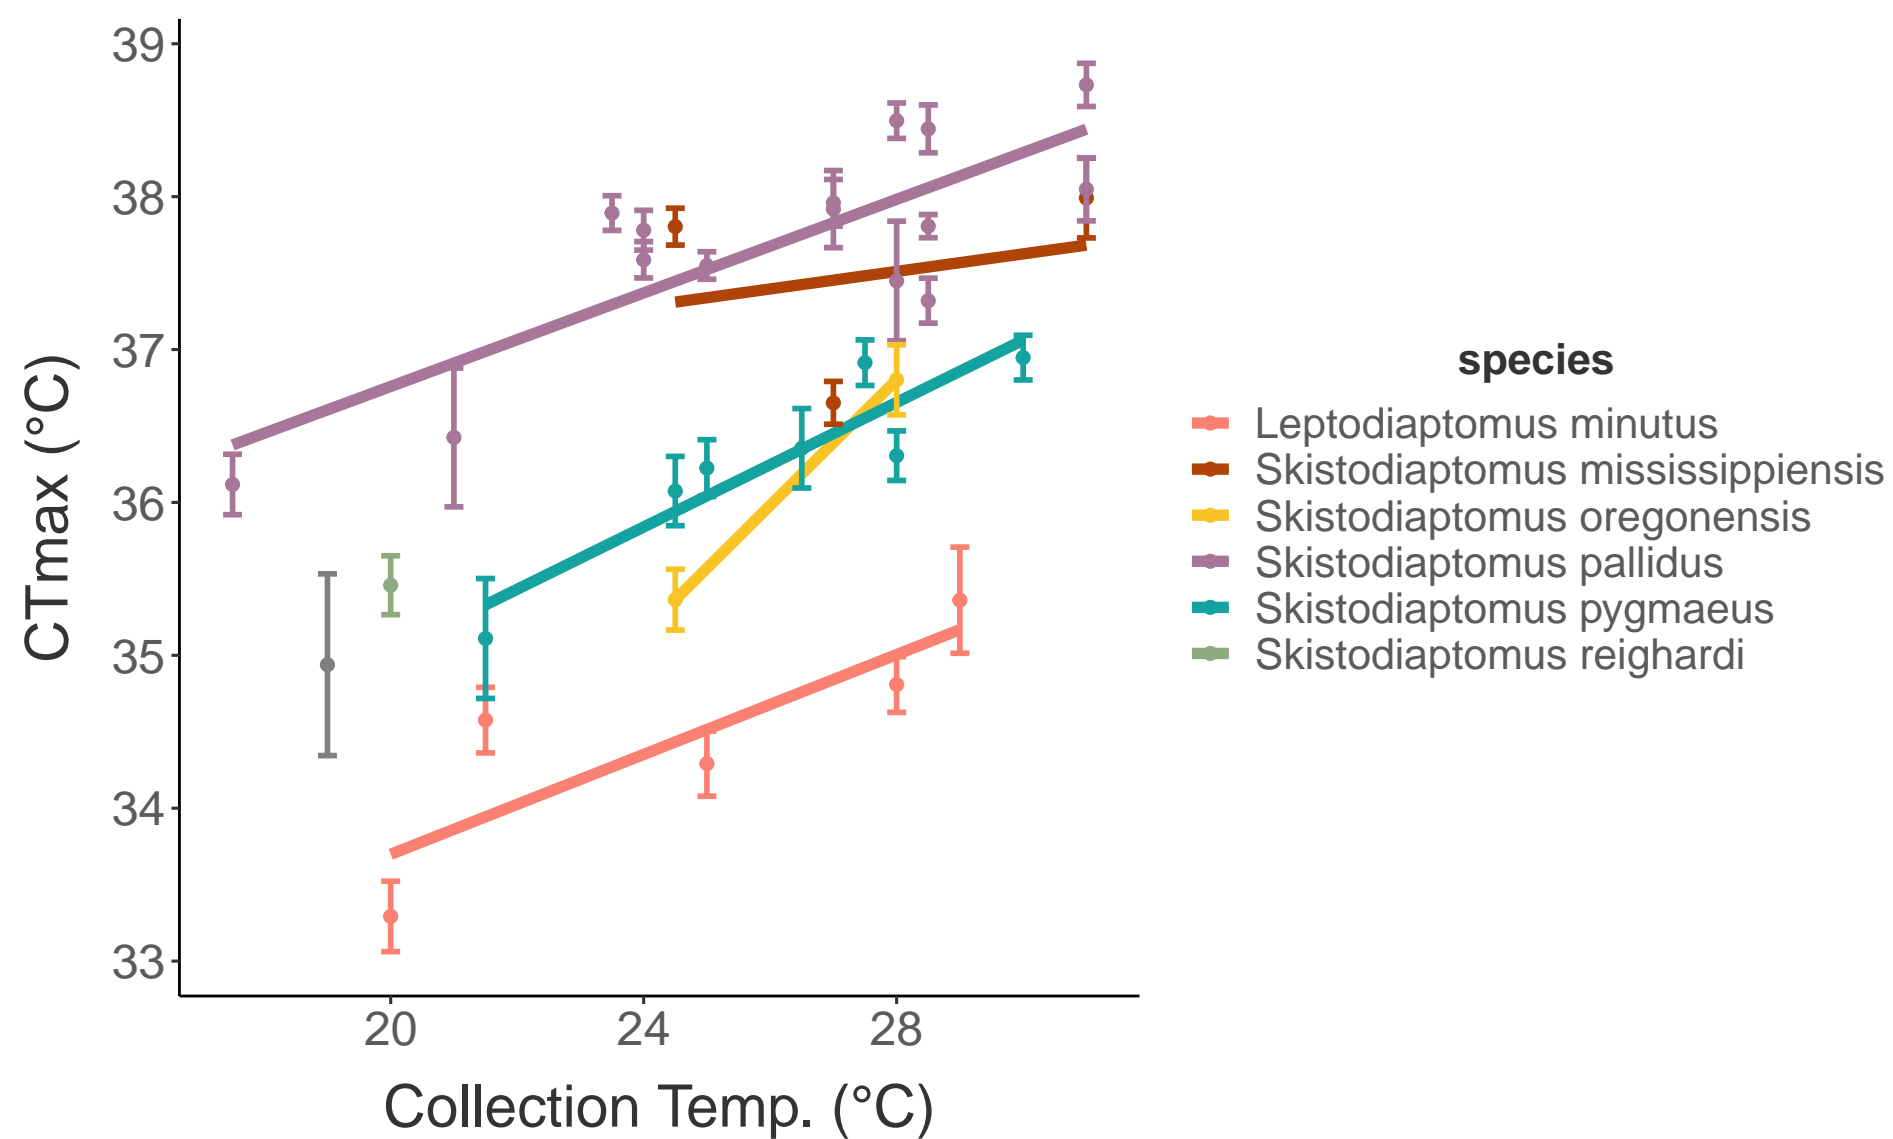 39
38
37
36
35
34
33
CTmax (°C)
20 24 28
Collection Temp. (°C)
species
Leptodiaptomus minutus
Skistodiaptomus mississippiensis
Skistodiaptomus oregonensis
Skistodiaptomus pallidus
Skistodiaptomus pygmaeus
Skistodiaptomus reighardi